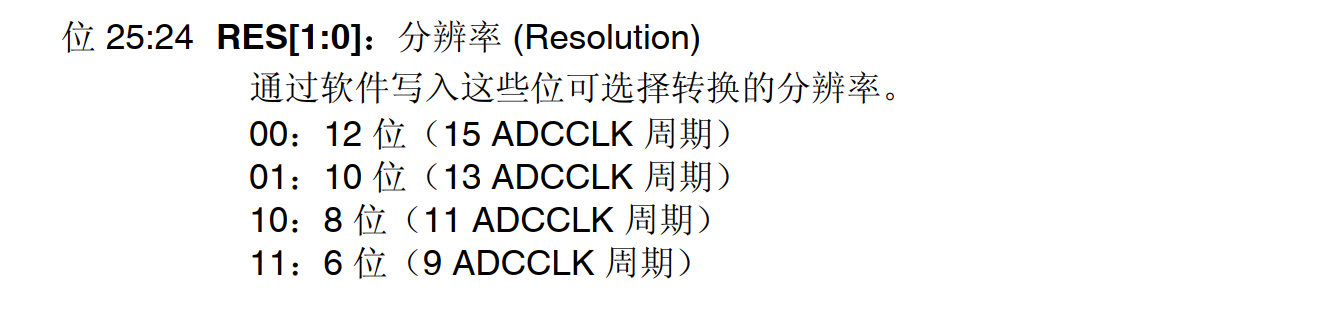 位 25:24 RES[1:0]：分辨率 (Resolution)
通过软件写入这些位可选择转换的分辨率。
00：12 位（15 ADCCLK 周期）
01：10 位（13 ADCCLK 周期）
10：8 位（11 ADCCLK 周期）
11：6 位（9 ADCCLK 周期）